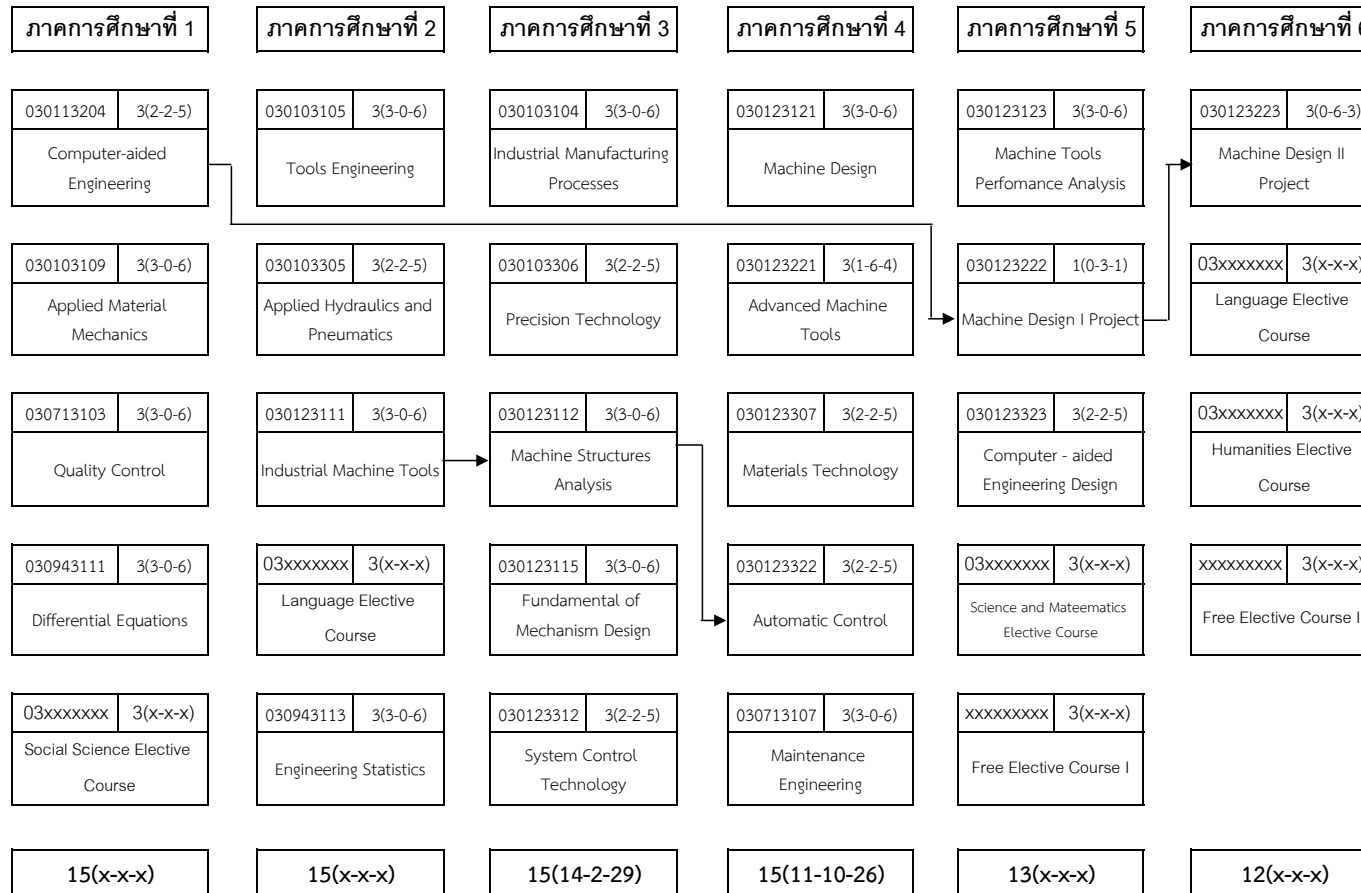 ภาคการศึกษาที่ 1
ภาคการศึกษาที่ 2
ภาคการศึกษาที่ 3
ภาคการศึกษาที่ 4
ภาคการศึกษาที่ 5
ภาคการศึกษาที่ 6
030113204 3(2-2-5)
Computer-aided
Engineering
030103105 3(3-0-6)
Tools Engineering
030103104 3(3-0-6)
Industrial Manufacturing
Processes
030123121 3(3-0-6)
Machine Design
030123123 3(3-0-6)
Machine Tools
Perfomance Analysis
030123223 3(0-6-3)
Machine Design II
Project
030103109 3(3-0-6)
Applied Material
Mechanics
030103305 3(2-2-5)
Applied Hydraulics and
Pneumatics
030103306 3(2-2-5)
Precision Technology
030123221 3(1-6-4)
Advanced Machine
Tools
030123222 1(0-3-1)
Machine Design I Project
03xxxxxxx 3(x-x-x)
Language Elective
Course
030713103 3(3-0-6)
Quality Control
030123111 3(3-0-6)
Industrial Machine Tools
030123112 3(3-0-6)
Machine Structures
Analysis
030123307 3(2-2-5)
Materials Technology
030123323 3(2-2-5)
Computer - aided
Engineering Design
03xxxxxxx 3(x-x-x)
Humanities Elective
Course
030943111 3(3-0-6)
Differential Equations
03xxxxxxx 3(x-x-x)
Language Elective
Course
030123115 3(3-0-6)
Fundamental of
Mechanism Design
030123322 3(2-2-5)
Automatic Control
03xxxxxxx 3(x-x-x)
Science and Mateematics
Elective Course
xxxxxxxxx 3(x-x-x)
Free Elective Course I
03xxxxxxx 3(x-x-x)
Social Science Elective
Course
030943113 3(3-0-6)
Engineering Statistics
030123312 3(2-2-5)
System Control
Technology
030713107 3(3-0-6)
Maintenance
Engineering
xxxxxxxxx 3(x-x-x)
Free Elective Course I
15(x-x-x)
15(x-x-x)
15(14-2-29)
15(11-10-26)
13(x-x-x)
12(x-x-x)